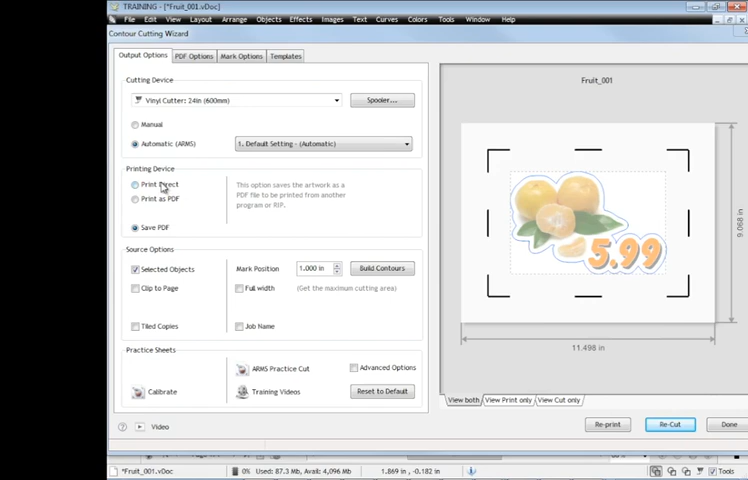 TRAINING - [*Fruit_001.vDoc]
File Edit View Layout Arrange Objects Effects Images Text Curves Colors Tools Window Help
Contour Cutting Wizard
Output Options PDF Options Mark Options Templates
Cutting Device
Vinyl Cutter: 24in (600mm) Spooler...
Manual
Automatic (ARMS) 1. Default Setting - (Automatic)
Printing Device
Print Direct
Print as PDF
Save PDF
This option saves the artwork as a
PDF file to be printed from another
program or RIP.
Source Options
Selected Objects Mark Position 1.000 in Build Contours
Clip to Page Full width (Get the maximum cutting area)
Tiled Copies Job Name
Practice Sheets
ARMS Practice Cut Advanced Options
Calibrate Training Videos Reset to Default
Fruit_001
5.99
9.068 in
11.498 in
View both View Print only View Cut only
Video Re-print Re-Cut Done
*Fruit_001.vDoc 0% Used: 87.3 Mb, Avail: 4,096 Mb 1.869 in , -0.182 in Tools